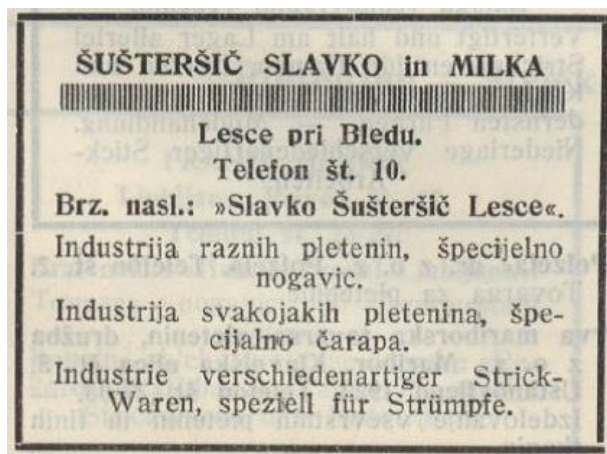 ŠUŠTERŠIČ SLAVKO in MILKA
Lesce pri Bledu.
Telefon št. 10.
Brz. nasl.: »Slavko Šušteršič Lesce«.
Industrija raznih pletenin, špecijelno
nogavic.
Industrija svakojakih pletenina, špe-
cijalno čarapa.
Industrie verschiedenartiger Strick-
Waren, speziell für Strümpfe.